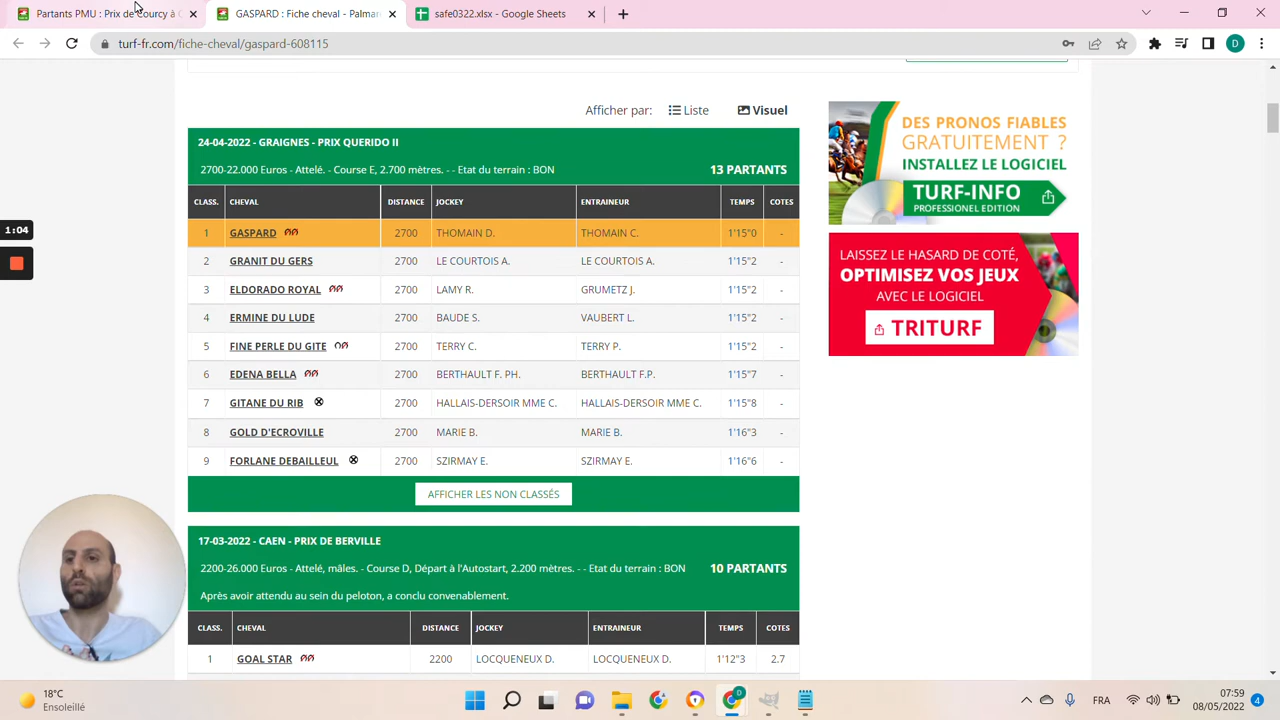 Partants PMU : Prix de Courcy à C
GASPARD : Fiche cheval - Palmar
safe0322.xlsx - Google Sheets
turf-fr.com/fiche-cheval/gaspard-608115
D
Afficher par: Liste Visuel
24-04-2022 - GRAIGNES - PRIX QUERIDO II
2700-22.000 Euros - Attelé. - Course E, 2.700 mètres. - - Etat du terrain : BON 13 PARTANTS
CLASS. CHEVAL DISTANCE JOCKEY ENTRAINEUR TEMPS COTES
1 GASPARD 2700 THOMAIN D. THOMAIN C. 1'15"0 -
2 GRANIT DU GERS 2700 LE COURTOIS A. LE COURTOIS A. 1'15"2 -
3 ELDORADO ROYAL 2700 LAMY R. GRUMETZ J. 1'15"2 -
4 ERMINE DU LUDE 2700 BAUDE S. VAUBERT L. 1'15"2 -
5 FINE PERLE DU GITE 2700 TERRY C. TERRY P. 1'15"2 -
6 EDENA BELLA 2700 BERTHAULT F. PH. BERTHAULT F.P. 1'15"7 -
7 GITANE DU RIB 2700 HALLAIS-DERSOIR MME C. HALLAIS-DERSOIR MME C. 1'15"8 -
8 GOLD D'ECROVILLE 2700 MARIE B. MARIE B. 1'16"3 -
9 FORLANE DEBAILLEUL 2700 SZIRMAY E. SZIRMAY E. 1'16"6 -
AFFICHER LES NON CLASSÉS
17-03-2022 - CAEN - PRIX DE BERVILLE
2200-26.000 Euros - Attelé, mâles. - Course D, Départ à l'Autostart, 2.200 mètres. - - Etat du terrain : BON 10 PARTANTS
Après avoir attendu au sein du peloton, a conclu convenablement.
CLASS. CHEVAL DISTANCE JOCKEY ENTRAINEUR TEMPS COTES
1 GOAL STAR 2200 LOCQUENEUX D. LOCQUENEUX D. 1'12"3 2.7
DES PRONOS FIABLES
GRATUITEMENT ?
INSTALLEZ LE LOGICIEL
TURF-INFO
PROFESSIONEL EDITION
LAISSEZ LE HASARD DE COTÉ,
OPTIMISEZ VOS JEUX
AVEC LE LOGICIEL
TRITURF
1:04
18°C
Ensoleillé
D
FRA
07:59
08/05/2022
4